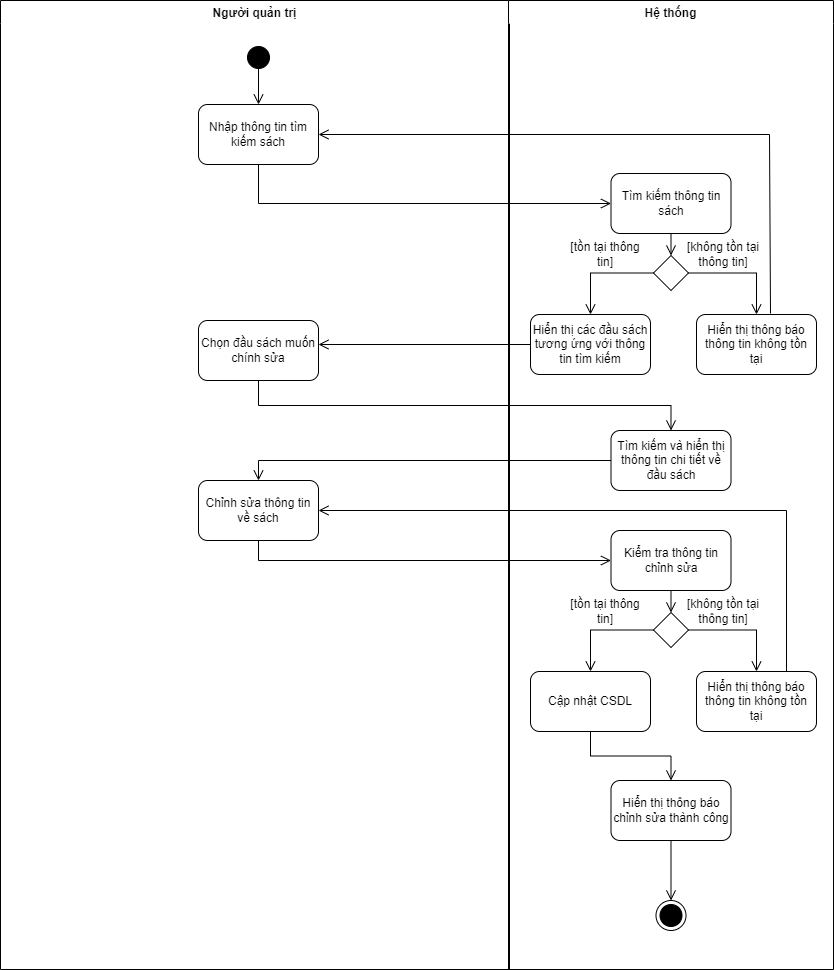 Người quản trị
Hệ thống
Nhập thông tin tìm
kiếm sách
Tìm kiếm thông tin
sách
[tồn tại thông
tin]
[không tồn tại
thông tin]
Hiển thị các đầu sách
tương ứng với thông
tin tìm kiếm
Hiển thị thông báo
thông tin không tồn
tại
Chọn đầu sách muốn
chính sửa
Tìm kiếm và hiển thị
thông tin chi tiết về
đầu sách
Chỉnh sửa thông tin
về sách
Kiểm tra thông tin
chỉnh sửa
[tồn tại thông
tin]
[không tồn tại
thông tin]
Cập nhật CSDL
Hiển thị thông báo
thông tin không tồn
tại
Hiển thị thông báo
chỉnh sửa thành công